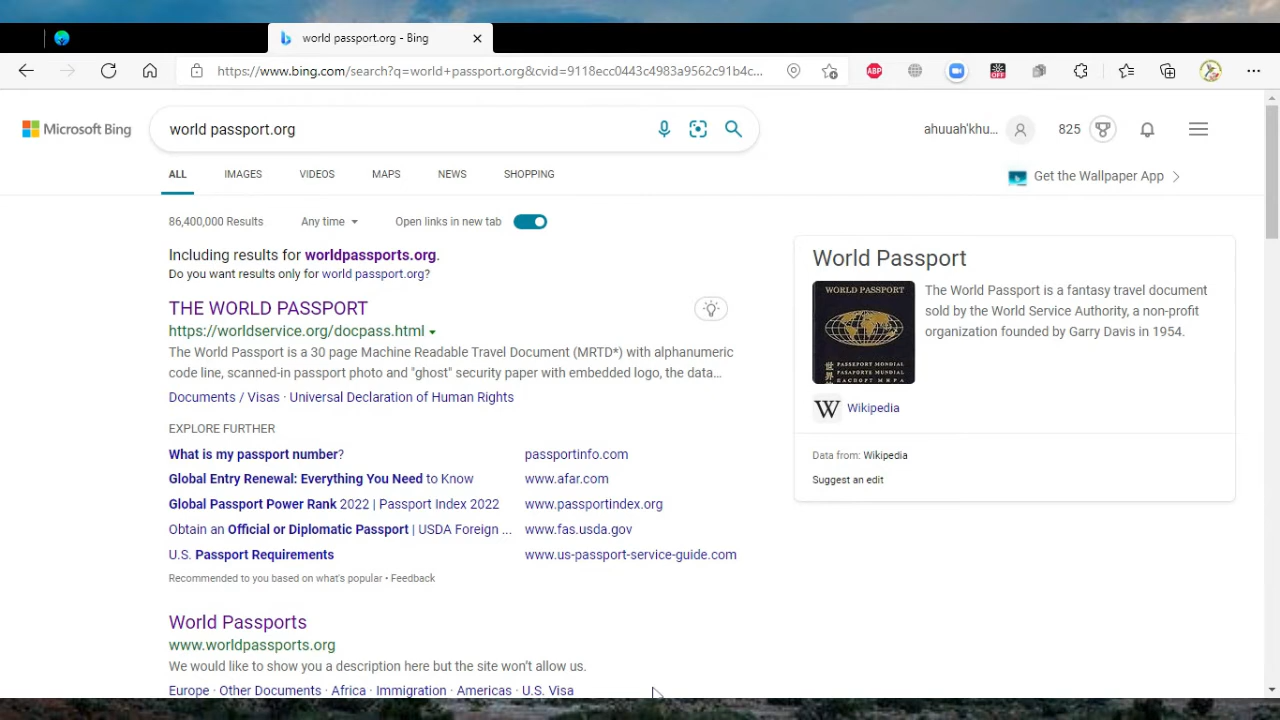 world passport.org - Bing
https://www.bing.com/search?q=world+passport.org&cvid=9118ecc0443c4983a9562c91b4c...
ABP
OFF
Microsoft Bing
world passport.org
ahuuah'khu...
825
ALL
IMAGES
VIDEOS
MAPS
NEWS
SHOPPING
Get the Wallpaper App
86,400,000 Results
Any time
Open links in new tab
Including results for worldpassports.org.
Do you want results only for world passport.org?
THE WORLD PASSPORT
https://worldservice.org/docpass.html
The World Passport is a 30 page Machine Readable Travel Document (MRTD*) with alphanumeric
code line, scanned-in passport photo and "ghost" security paper with embedded logo, the data...
Documents / Visas · Universal Declaration of Human Rights
EXPLORE FURTHER
What is my passport number? passportinfo.com
Global Entry Renewal: Everything You Need to Know www.afar.com
Global Passport Power Rank 2022 | Passport Index 2022 www.passportindex.org
Obtain an Official or Diplomatic Passport | USDA Foreign ... www.fas.usda.gov
U.S. Passport Requirements www.us-passport-service-guide.com
Recommended to you based on what's popular • Feedback
World Passports
www.worldpassports.org
We would like to show you a description here but the site won't allow us.
Europe · Other Documents · Africa · Immigration · Americas · U.S. Visa
World Passport
WORLD PASSPORT
世界
PASSEPORT MONDIAL
PASAPORTE MUNDIAL
The World Passport is a fantasy travel document
sold by the World Service Authority, a non-profit
organization founded by Garry Davis in 1954.
W Wikipedia
Data from: Wikipedia
Suggest an edit